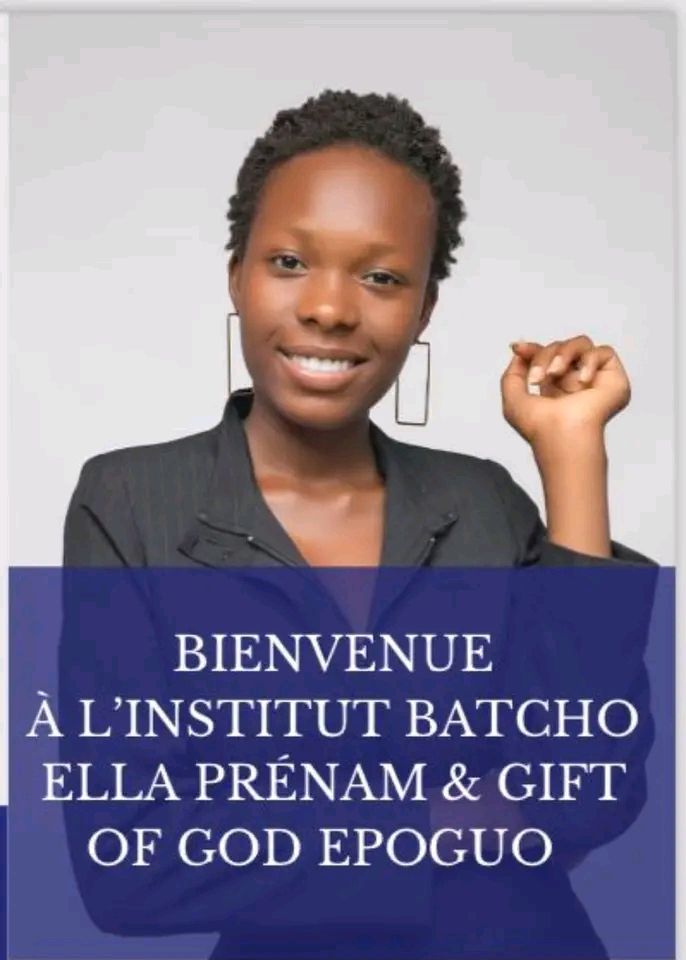 BIENVENUE
À L'INSTITUT BATCHO
ELLA PRÉNAM & GIFT
OF GOD EPOGUO